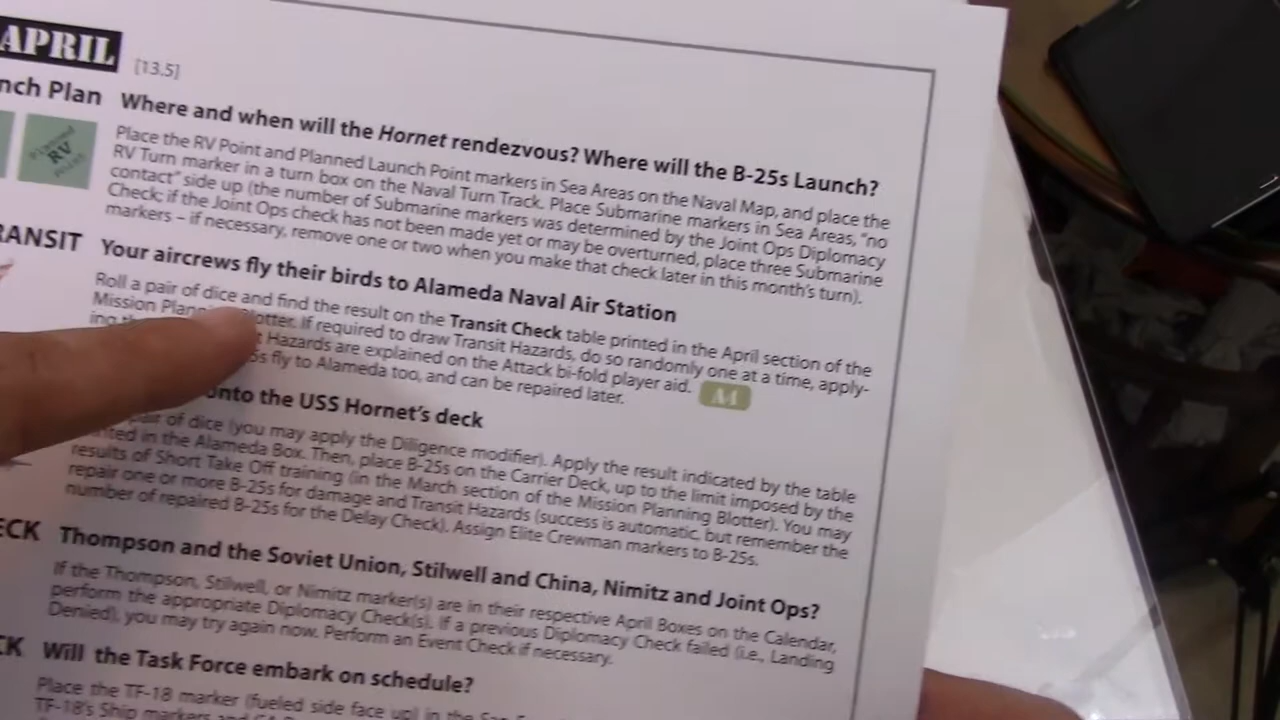 APRIL
[13.5]
nch Plan
Where and when will the Hornet rendezvous? Where will the B-25s Launch?
Planned
RV
POINT
Place the RV Point and Planned Launch Point markers in Sea Areas on the Naval Map, and place the
RV Turn marker in a turn box on the Naval Turn Track. Place Submarine markers in Sea Areas, "no
contact" side up (the number of Submarine markers was determined by the Joint Ops Diplomacy
Check; if the Joint Ops check has not been made yet or may be overturned, place three Submarine
markers – if necessary, remove one or two when you make that check later in this month's turn).
RANSIT
Your aircrews fly their birds to Alameda Naval Air Station
Roll a pair of dice and find the result on the Transit Check table printed in the April section of the
Mission Plan Blotter. If required to draw Transit Hazards, do so randomly one at a time, apply-
ing th t Hazards are explained on the Attack bi-fold player aid. A4
5s fly to Alameda too, and can be repaired later.
onto the USS Hornet's deck
pair of dice (you may apply the Diligence modifier). Apply the result indicated by the table
nted in the Alameda Box. Then, place B-25s on the Carrier Deck, up to the limit imposed by the
results of Short Take Off training (in the March section of the Mission Planning Blotter). You may
repair one or more B-25s for damage and Transit Hazards (success is automatic, but remember the
number of repaired B-25s for the Delay Check). Assign Elite Crewman markers to B-25s.
ECK
Thompson and the Soviet Union, Stilwell and China, Nimitz and Joint Ops?
If the Thompson, Stilwell, or Nimitz marker(s) are in their respective April Boxes on the Calendar,
perform the appropriate Diplomacy Check(s). If a previous Diplomacy Check failed (i.e., Landing
Denied), you may try again now. Perform an Event Check if necessary.
CK
Will the Task Force embark on schedule?
Place the TF-18 marker (fueled side face up) in the San
TF-18's Ship markers and